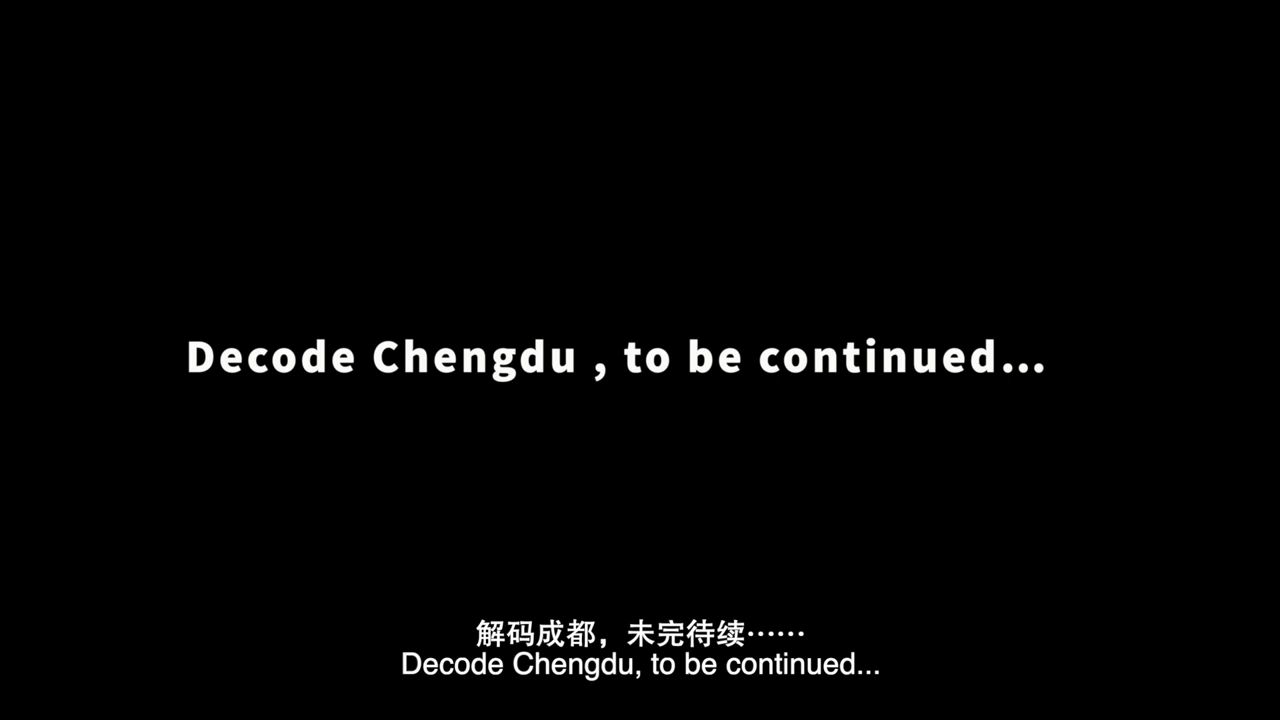 Decode Chengdu , to be continued...
解码成都，未完待续……
Decode Chengdu, to be continued...